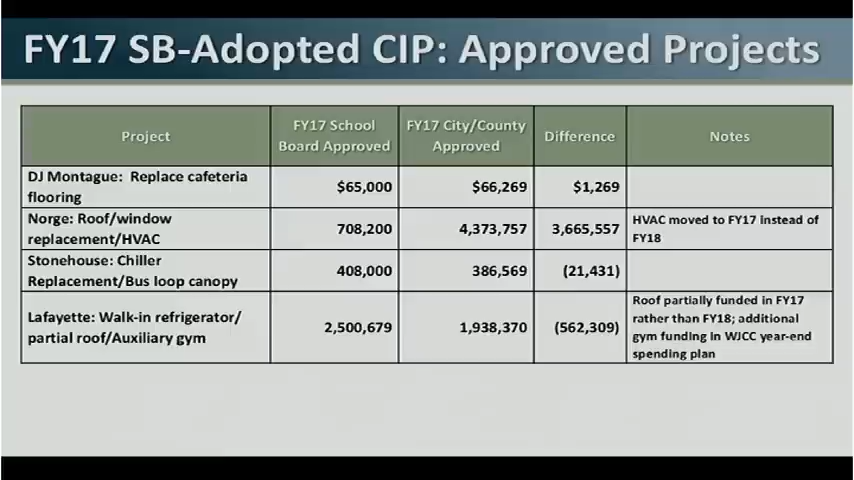 FY17 SB-Adopted CIP: Approved Projects
Project
FY17 School
Board Approved
FY17 City/County
Approved
Difference
Notes
DJ Montague: Replace cafeteria
flooring
$65,000
$66,269
$1,269
Norge: Roof/window
replacement/HVAC
708,200
4,373,757
3,665,557
HVAC moved to FY17 instead of
FY18
Stonehouse: Chiller
Replacement/Bus loop canopy
408,000
386,569
(21,431)
Lafayette: Walk-in refrigerator/
partial roof/Auxiliary gym
2,500,679
1,938,370
(562,309)
Roof partially funded in FY17
rather than FY18; additional
gym funding in WJCC year-end
spending plan